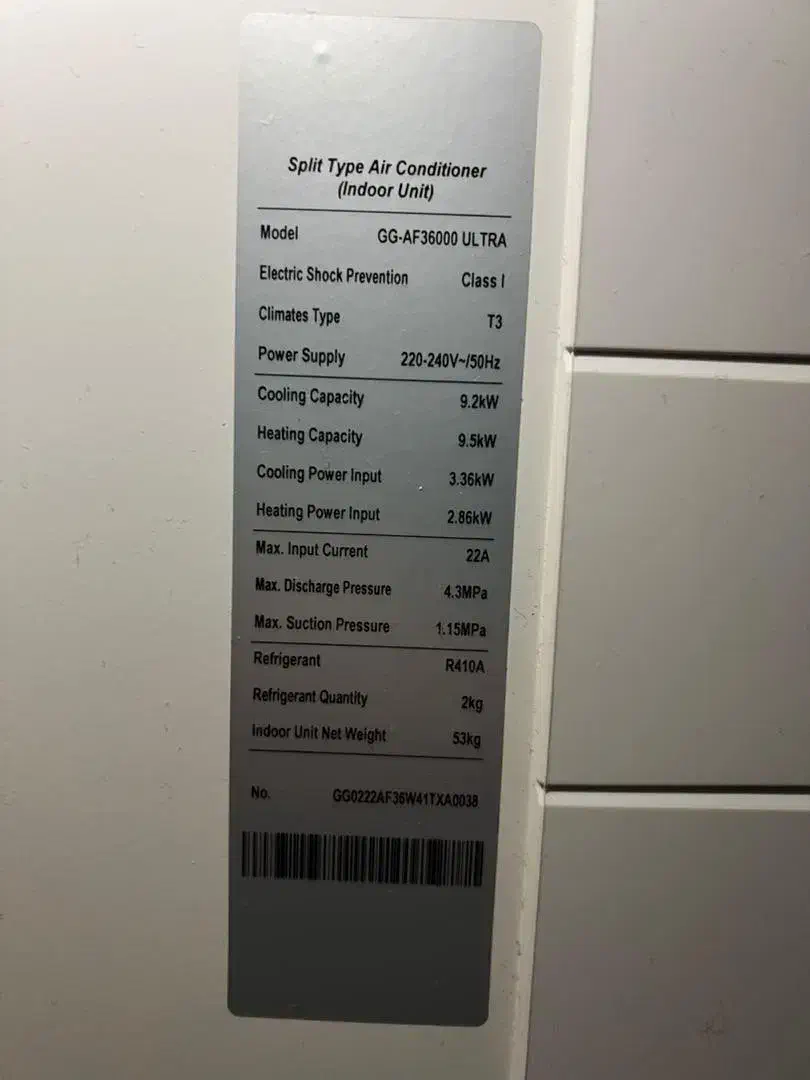 Split Type Air Conditioner
(Indoor Unit)
Model GG-AF36000 ULTRA
Electric Shock Prevention Class I
Climates Type T3
Power Supply 220-240V~/50Hz
Cooling Capacity 9.2kW
Heating Capacity 9.5kW
Cooling Power Input 3.36kW
Heating Power Input 2.86kW
Max. Input Current 22A
Max. Discharge Pressure 4.3MPa
Max. Suction Pressure 1.15MPa
Refrigerant R410A
Refrigerant Quantity 2kg
Indoor Unit Net Weight 53kg
No. GG0222AF36W41TXA0038